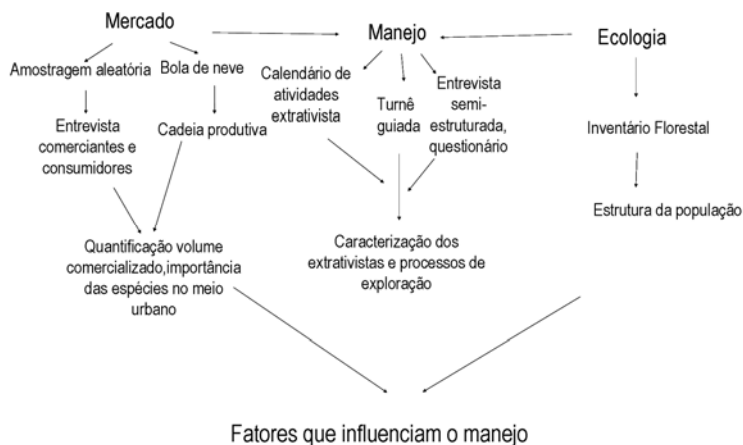 Mercado
Manejo
Ecologia
Amostragem aleatória
Bola de neve
Calendário de
atividades
extrativista
Turnê
guiada
Entrevista
semi-
estruturada,
questionário
Entrevista
comerciantes e
consumidores
Cadeia produtiva
Inventário Florestal
Estrutura da população
Quantificação volume
comercializado,importância
das espécies no meio
urbano
Caracterização dos
extrativistas e processos de
exploração
Fatores que influenciam o manejo